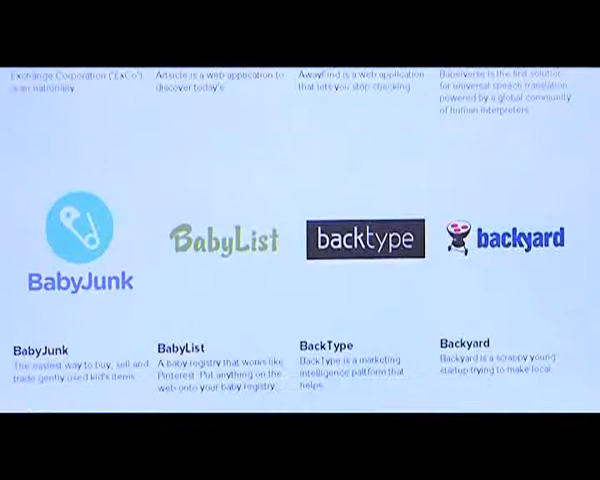 Exchange Corporation ("ExCo")
is an nationally
Article is a web application to
discover today's
AwayFind is a web application
that lets you stop checking
Babelverse is the first solution
for universal speech translation
powered by a global community
of human interpreters
BabyJunk
BabyList
backtype
backyard
BabyJunk
The easiest way to buy, sell and
trade gently used kid's items.
BabyList
A baby registry that works like
Pinterest. Put anything on the
web onto your baby registry
BackType
BackType is a marketing
intelligence paltform that
helps
Backyard
Backyard is a scrappy young
startup trying to make local